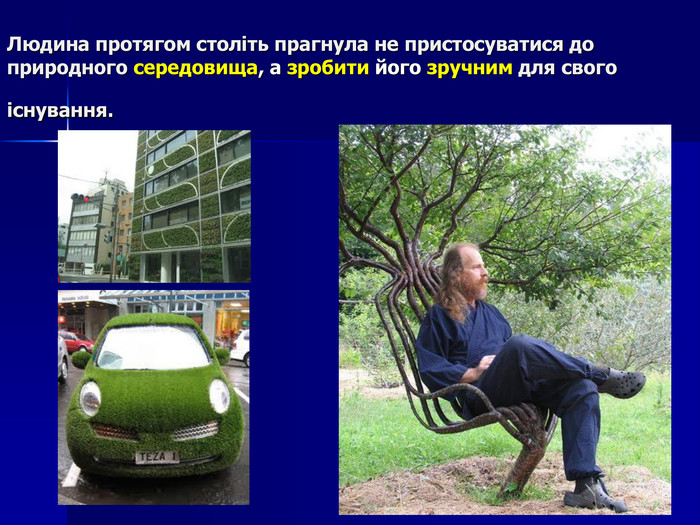 Людина протягом століть прагнула не пристосуватися до
природного середовища, а зробити його зручним для свого
існування.
TEZA 1